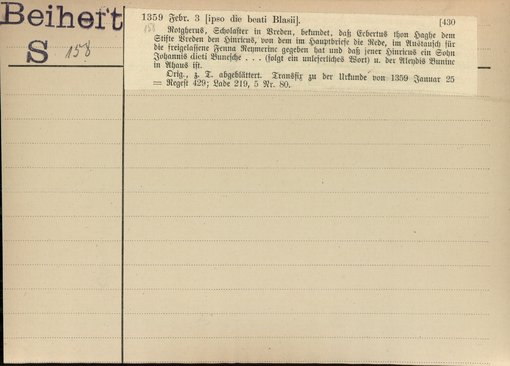 Beiheft
S 158
1359 Febr. 3 [ipso die beati Blasii]. [430
158
Rotgherus, Scholaster in Vreden, bekundet, daß Ecbertus thon Haghe dem
Stifte Vreden den Hinricus, von dem im Hauptbriefe die Rede, im Austausch für
die freigelassene Fenna Reymerinc gegeben hat und daß jener Hinricus ein Sohn
Johannis dicti Bunesche . . . (folgt ein unleserliches Wort) u. der Aleydis Buninc
in Ahaus ist.
Orig., z. T. abgeblättert. Transfix zu der Urkunde von 1359 Januar 25
= Regest 429; Lade 219, 5 Nr. 80.